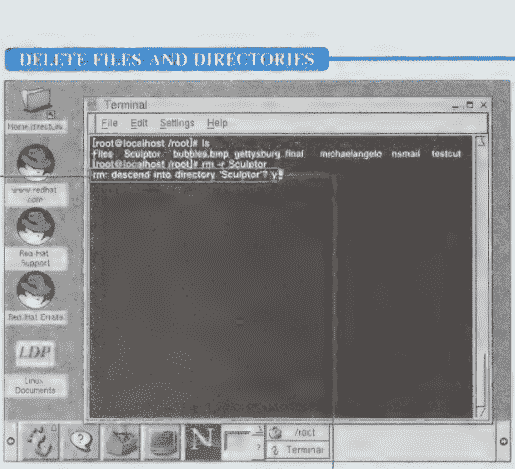 DELETE FILES AND DIRECTORIES
Terminal
File Edit Settings Help
[root@localhost /root]# ls
Files Sculptor bubbles.bmp gettysburg final michaelangelo nsmail testcut
[root@localhost /root]# rm -r Sculptor
rm: descend into directory 'Sculptor'? y
Home directory
www.redhat
com
Red Hat
Support
Red Hat Errata
LDP
Linux
Documents
N
/root
Terminal